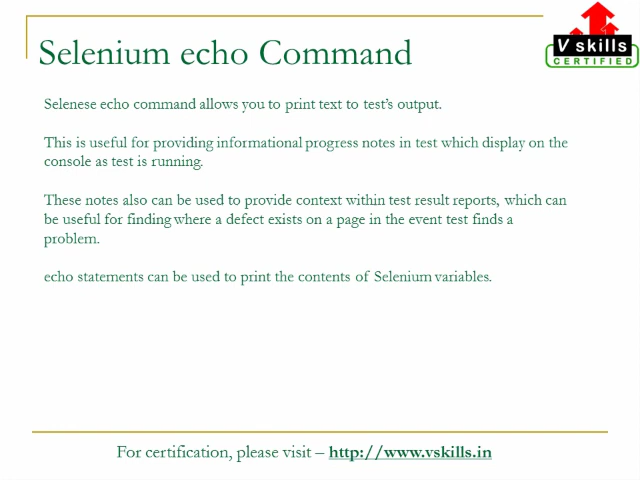 Selenium echo Command
V skills
CERTIFIED
Selenese echo command allows you to print text to test’s output.
This is useful for providing informational progress notes in test which display on the
console as test is running.
These notes also can be used to provide context within test result reports, which can
be useful for finding where a defect exists on a page in the event test finds a
problem.
echo statements can be used to print the contents of Selenium variables.
For certification, please visit – http://www.vskills.in